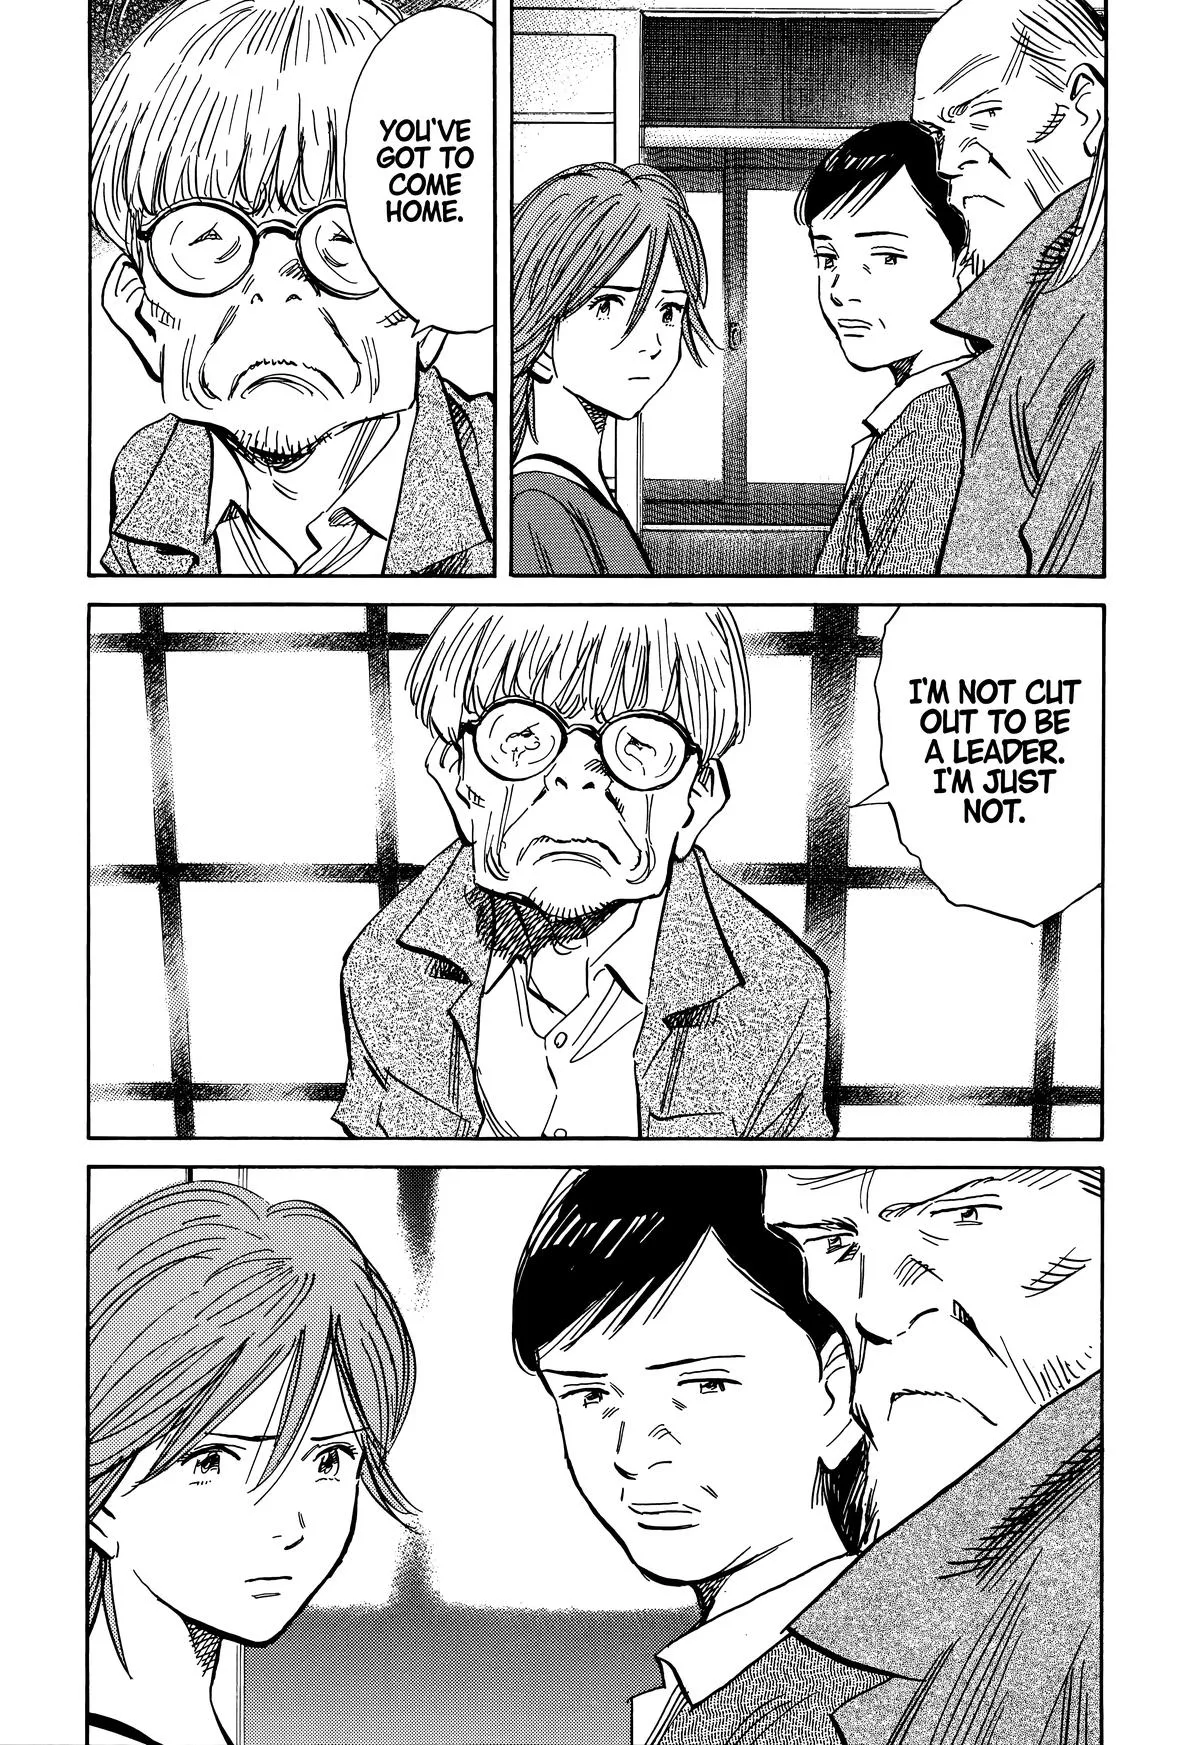 YOU'VE
GOT TO
COME
HOME.
I'M NOT CUT
OUT TO BE
A LEADER.
I'M JUST
NOT.